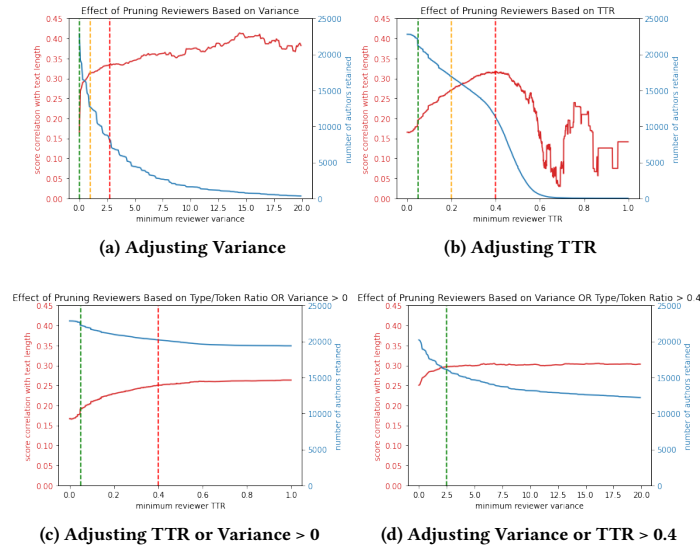 Effect of Pruning Reviewers Based on Variance
score correlation with text length
0.45
0.40
0.35
0.30
0.25
0.20
0.15
0.10
0.05
0.00
25000
20000
15000
10000
5000
0
number of authors retained
0.0 2.5 5.0 7.5 10.0 12.5 15.0 17.5 20.0
minimum reviewer variance
(a) Adjusting Variance
Effect of Pruning Reviewers Based on TTR
score correlation with text length
0.45
0.40
0.35
0.30
0.25
0.20
0.15
0.10
0.05
0.00
25000
20000
15000
10000
5000
0
number of authors retained
0.0 0.2 0.4 0.6 0.8 1.0
minimum reviewer TTR
(b) Adjusting TTR
Effect of Pruning Reviewers Based on Type/Token Ratio OR Variance > 0
score correlation with text length
0.45
0.40
0.35
0.30
0.25
0.20
0.15
0.10
0.05
0.00
25000
20000
15000
10000
5000
0
number of authors retained
0.0 0.2 0.4 0.6 0.8 1.0
minimum reviewer TTR
(c) Adjusting TTR or Variance > 0
Effect of Pruning Reviewers Based on Variance OR Type/Token Ratio > 0.4
score correlation with text length
0.45
0.40
0.35
0.30
0.25
0.20
0.15
0.10
0.05
0.00
25000
20000
15000
10000
5000
0
number of authors retained
0.0 2.5 5.0 7.5 10.0 12.5 15.0 17.5 20.0
minimum reviewer variance
(d) Adjusting Variance or TTR > 0.4